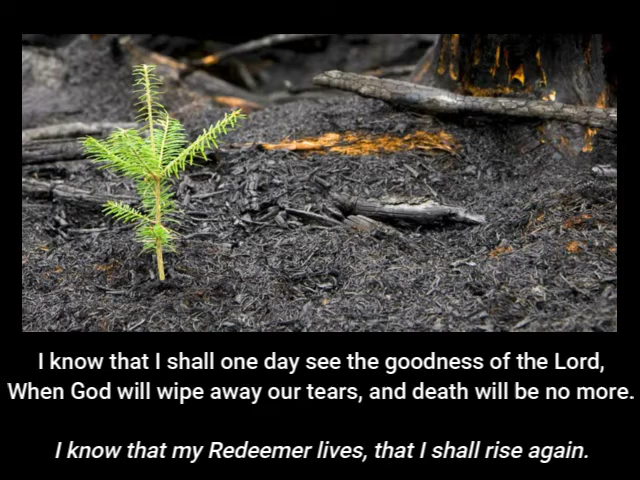 I know that I shall one day see the goodness of the Lord,
When God will wipe away our tears, and death will be no more.
I know that my Redeemer lives, that I shall rise again.